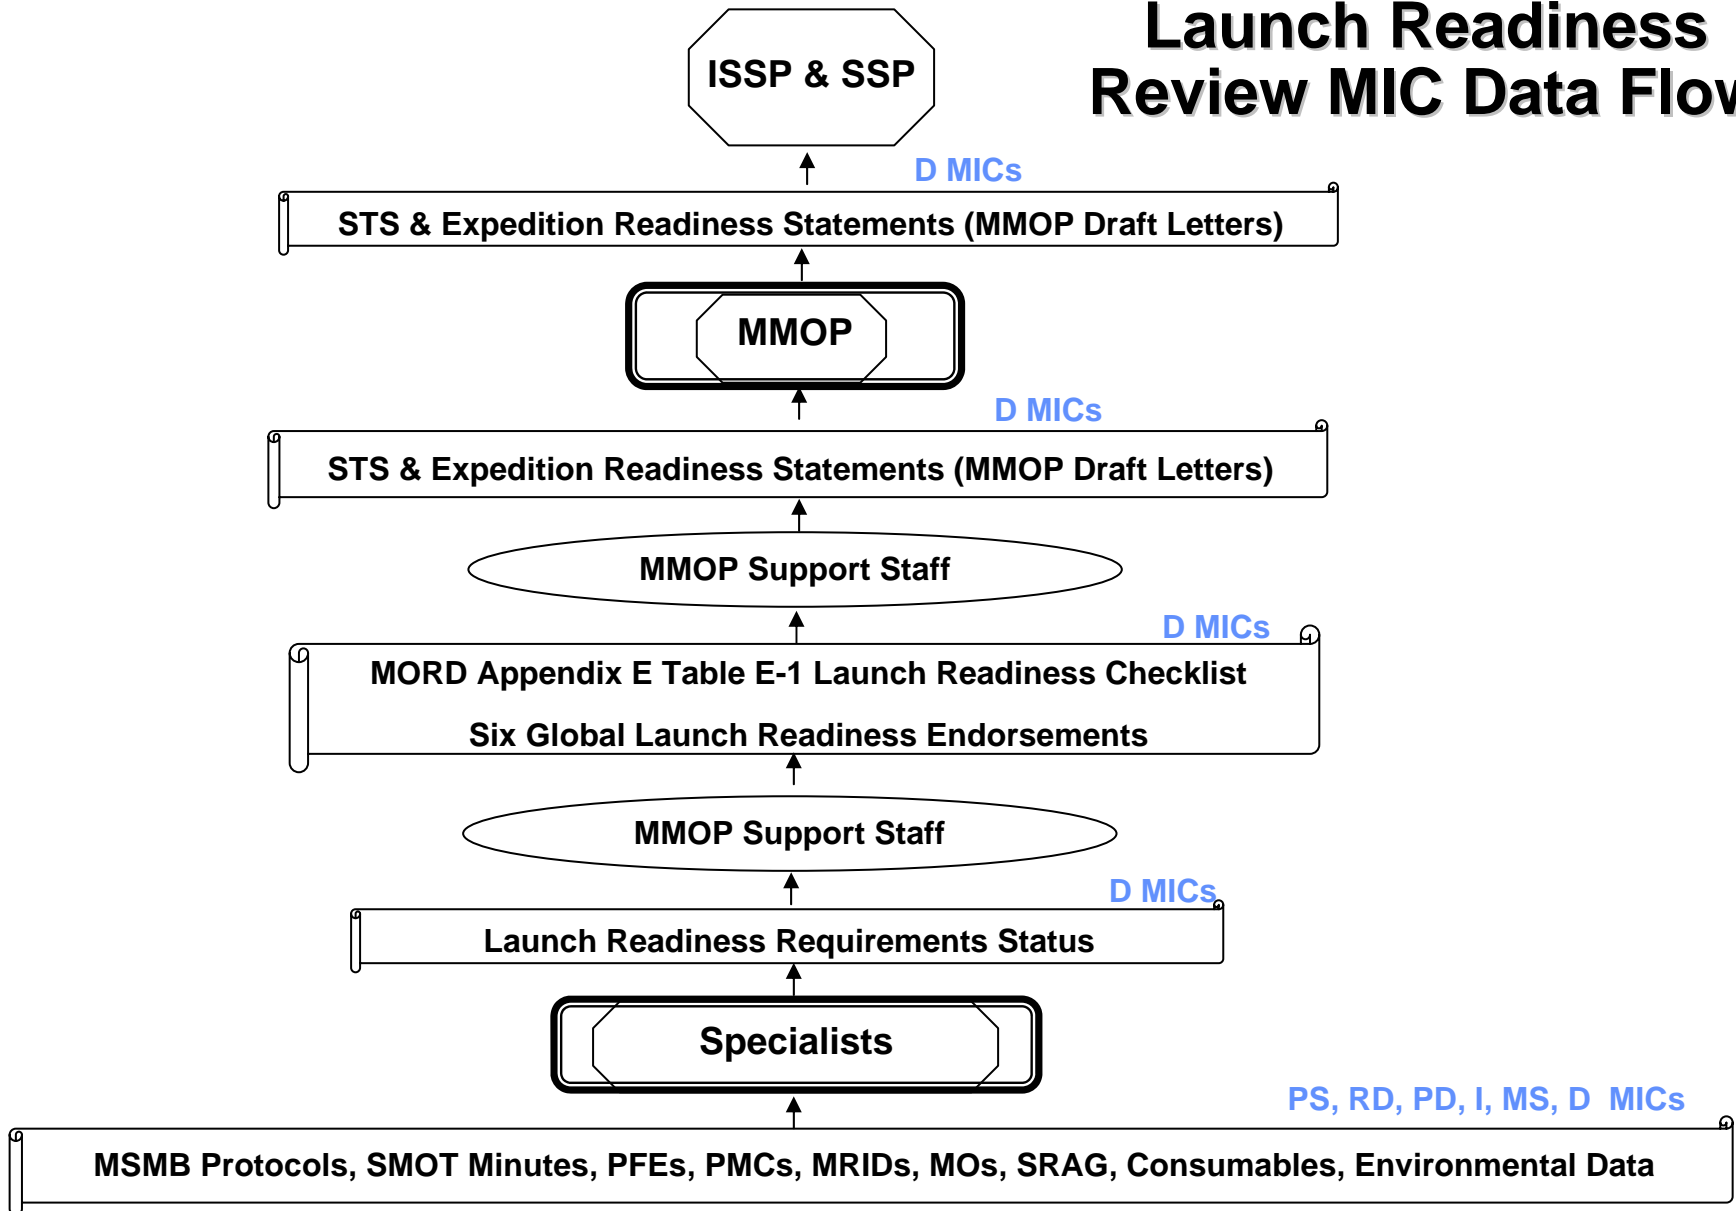 Launch Readiness
Review MIC Data Flow
ISSP & SSP
D MICs
STS & Expedition Readiness Statements (MMOP Draft Letters)
MMOP
D MICs
STS & Expedition Readiness Statements (MMOP Draft Letters)
MMOP Support Staff
D MICs
MORD Appendix E Table E-1 Launch Readiness Checklist
Six Global Launch Readiness Endorsements
MMOP Support Staff
D MICs
Launch Readiness Requirements Status
Specialists
PS, RD, PD, I, MS, D  MICs
MSMB Protocols, SMOT Minutes, PFEs, PMCs, MRIDs, MOs, SRAG, Consumables, Environmental Data